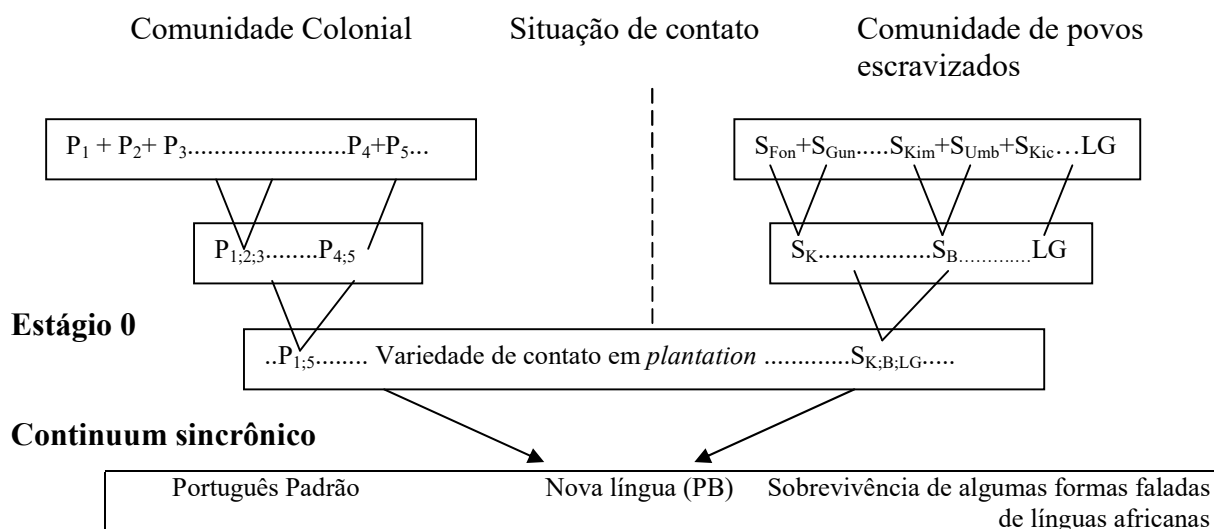 Comunidade Colonial Situação de contato Comunidade de povos
escravizados
P1 + P2+ P3..........................P4+P5... SFon+SGun.....SKim+SUmb+SKic…LG
P1;2;3........P4;5 SK.................SB.............LG
Estágio 0
..P1;5......... Variedade de contato em plantation .............SK;B;LG.....
Continuum sincrônico
Português Padrão Nova língua (PB) Sobrevivência de algumas formas faladas
de línguas africanas